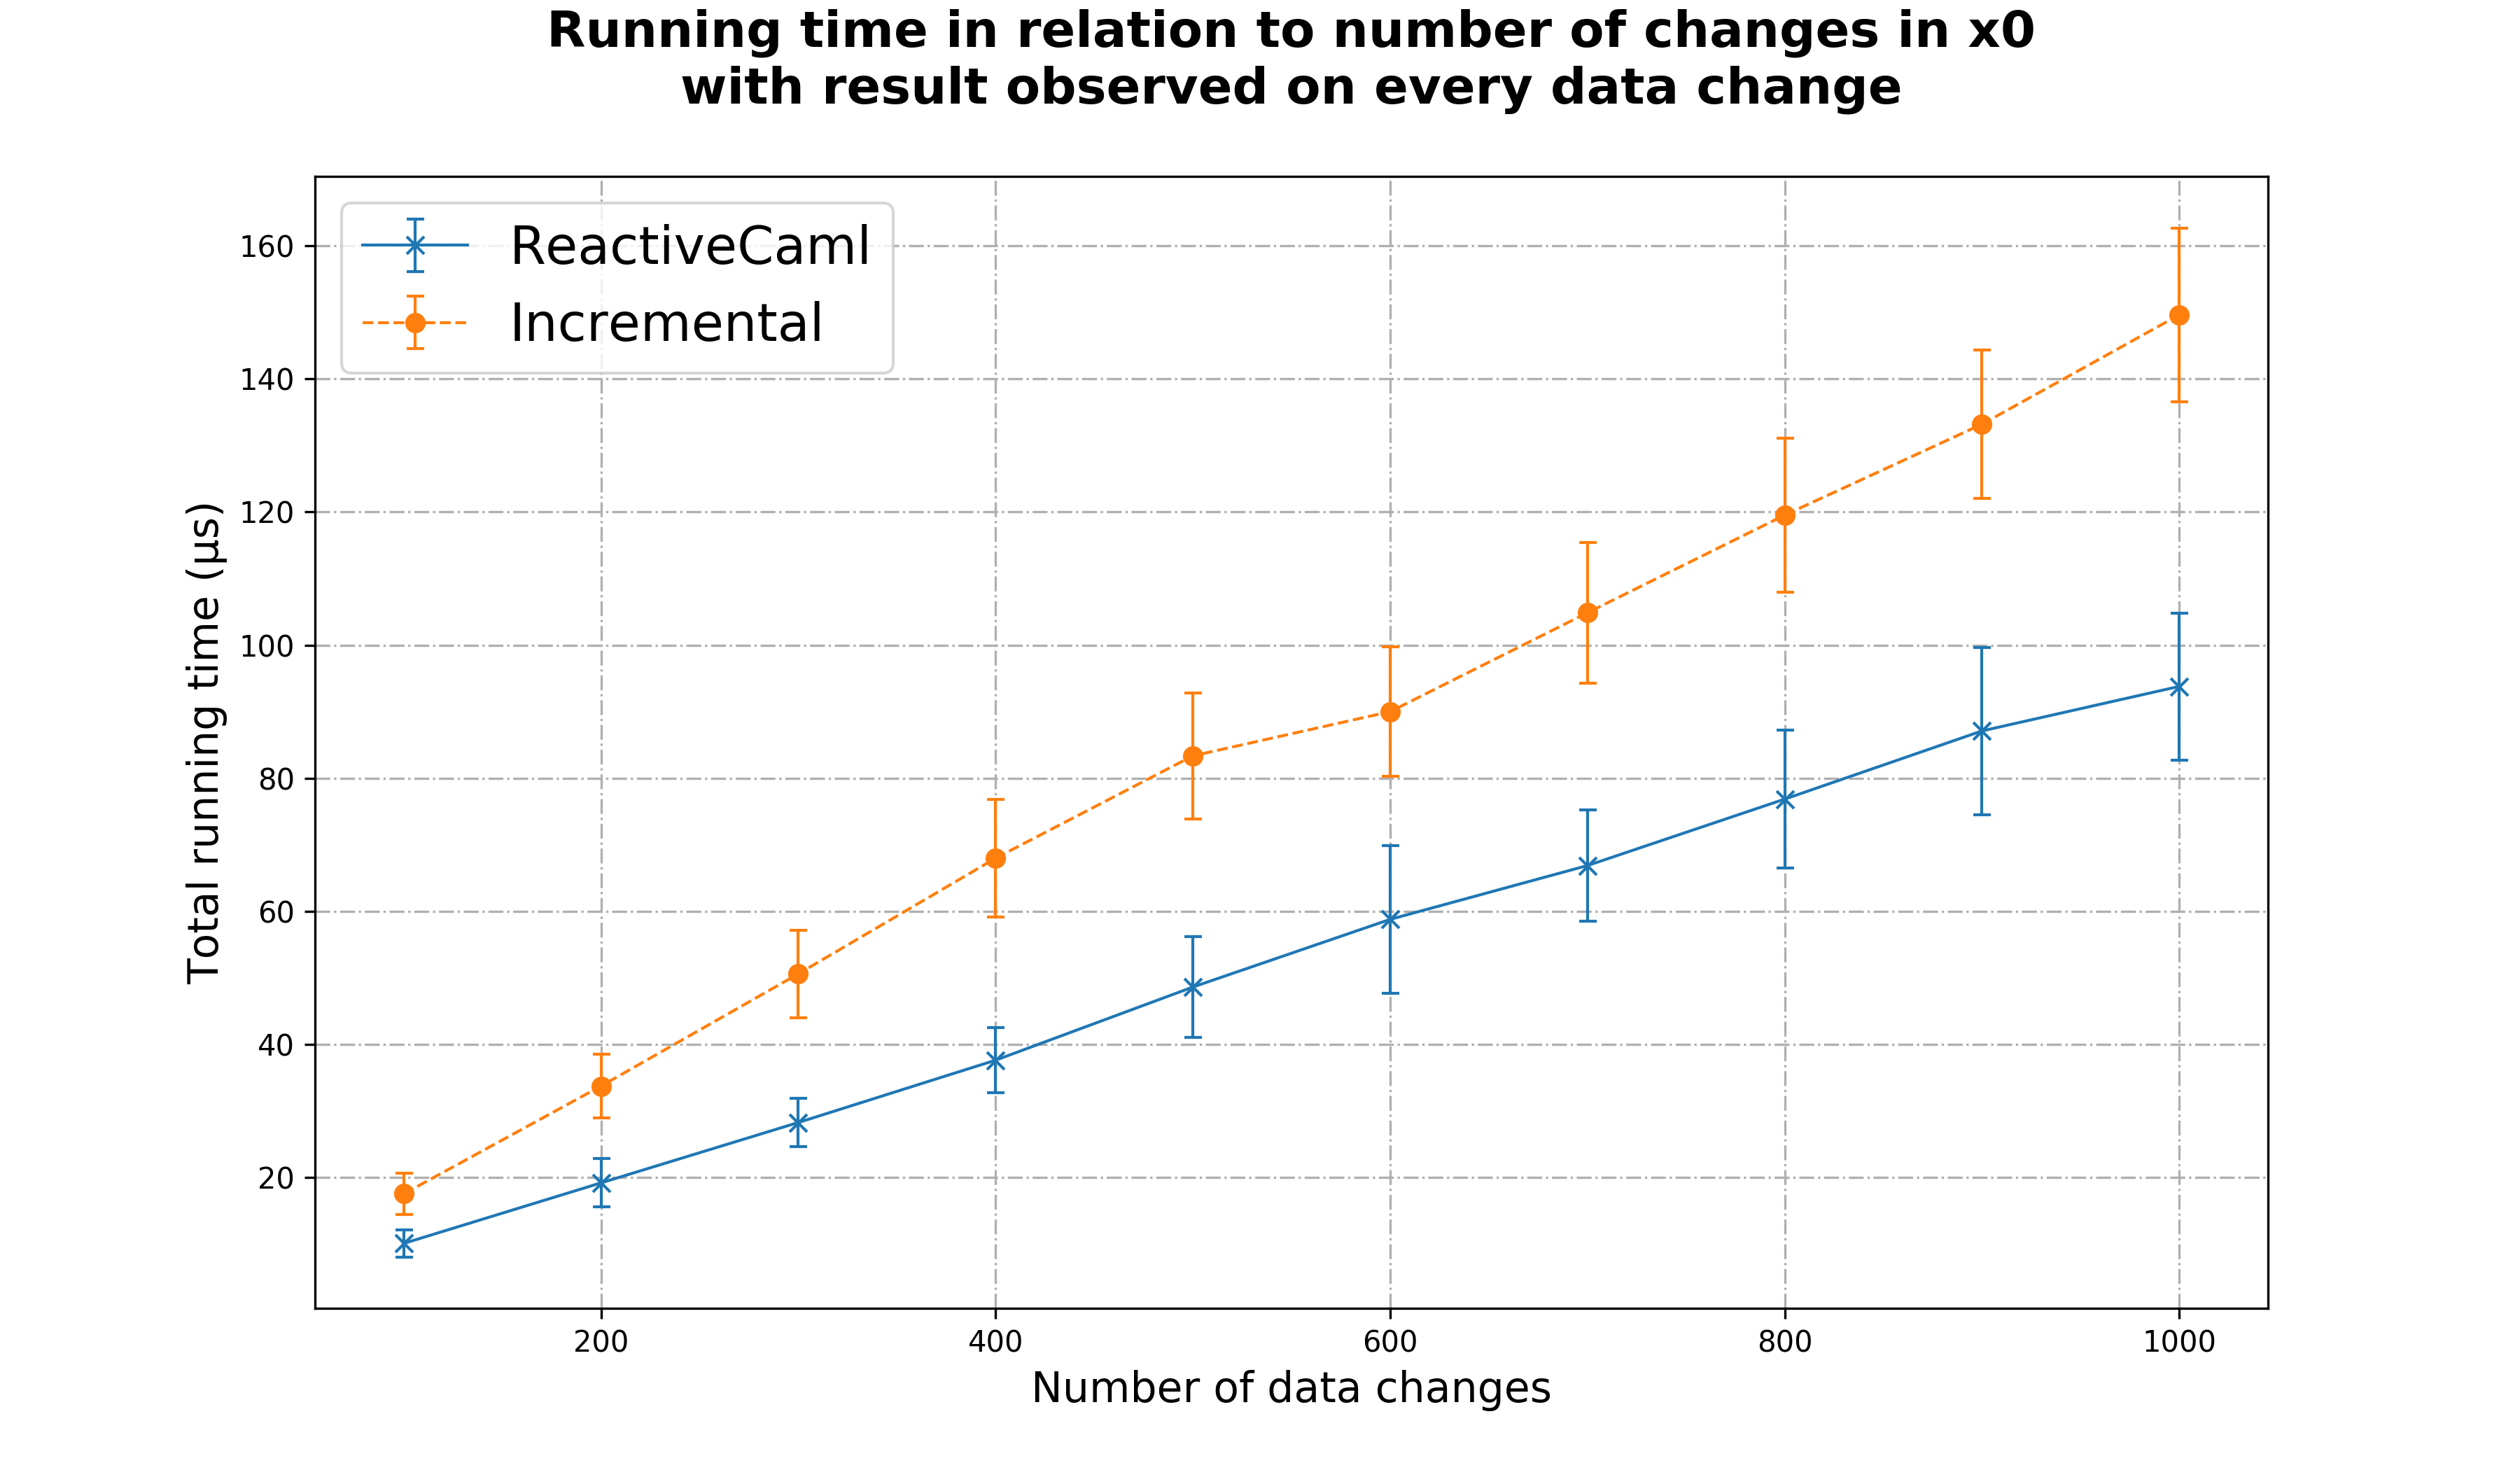 Running time in relation to number of changes in x0
with result observed on every data change
ReactiveCaml
Incremental
Total running time (µs)
160
140
120
100
80
60
40
20
200 400 600 800 1000
Number of data changes